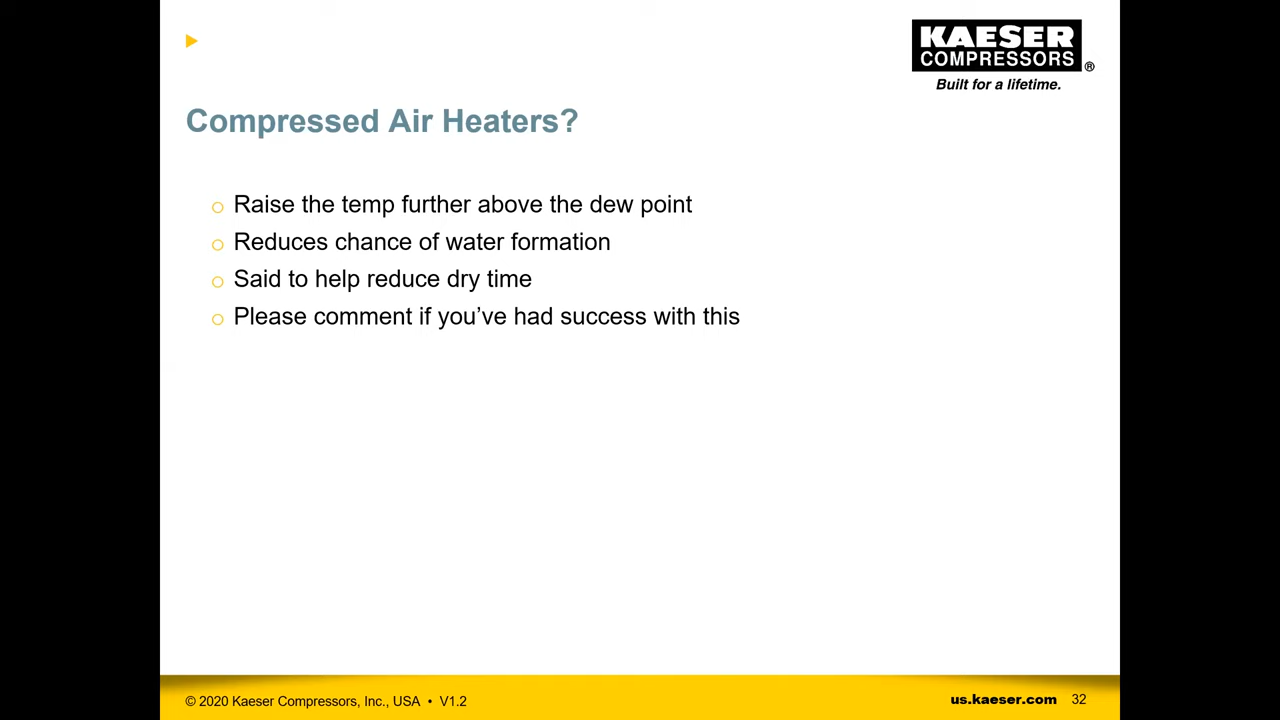 KAESER
COMPRESSORS ®
Built for a lifetime.
Compressed Air Heaters?
Raise the temp further above the dew point
Reduces chance of water formation
Said to help reduce dry time
Please comment if you’ve had success with this
© 2020 Kaeser Compressors, Inc., USA • V1.2
us.kaeser.com 32